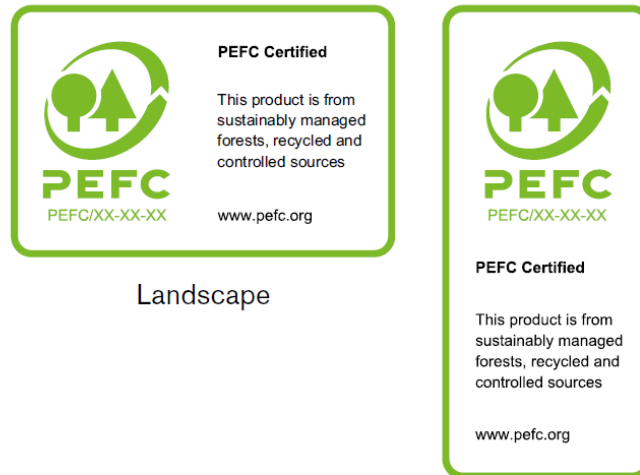 PEFC
PEFC/XX-XX-XX
PEFC Certified
This product is from
sustainably managed
forests, recycled and
controlled sources
www.pefc.org
Landscape
PEFC
PEFC/XX-XX-XX
PEFC Certified
This product is from
sustainably managed
forests, recycled and
controlled sources
www.pefc.org